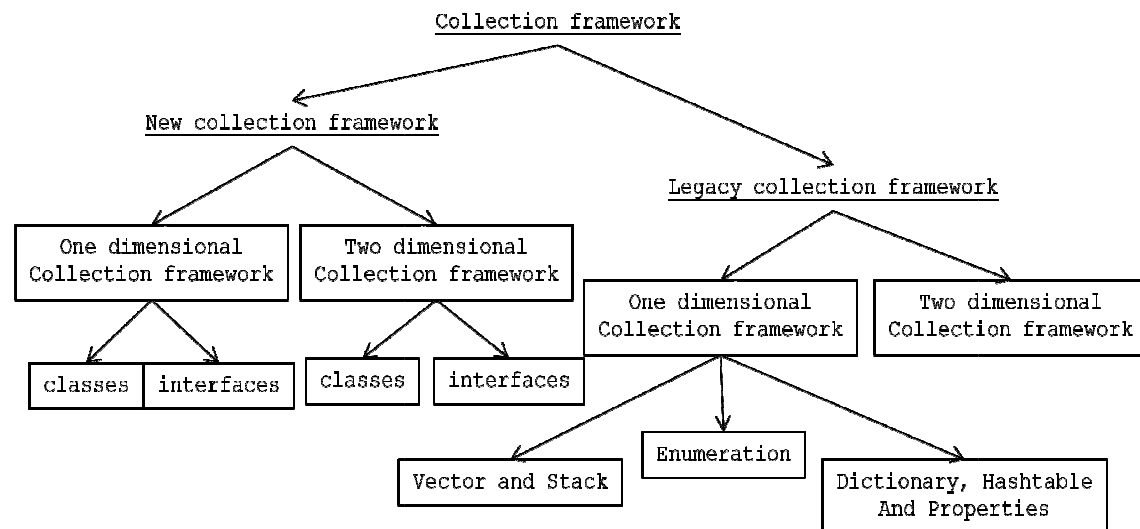 Collection framework
New collection framework
Legacy collection framework
One dimensional
Collection framework
Two dimensional
Collection framework
One dimensional
Collection framework
Two dimensional
Collection framework
classes
interfaces
classes
interfaces
Vector and Stack
Enumeration
Dictionary, Hashtable
And Properties